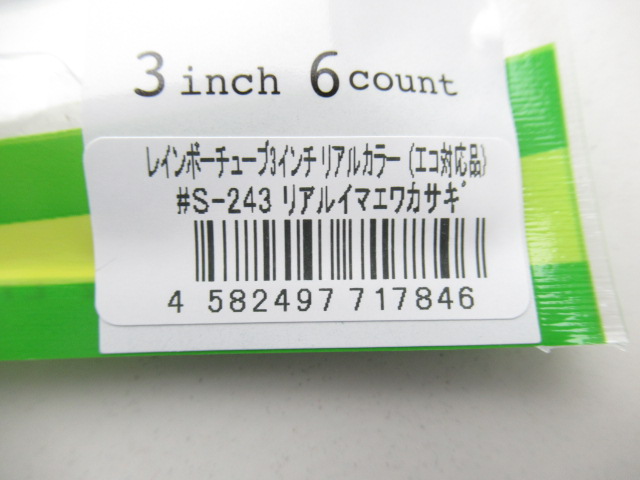 3 inch 6 count
レインボーチューブ3インチリアルカラー（エコ対応品）
#S-243 リアルイマエワカサギ
4 582497 717846